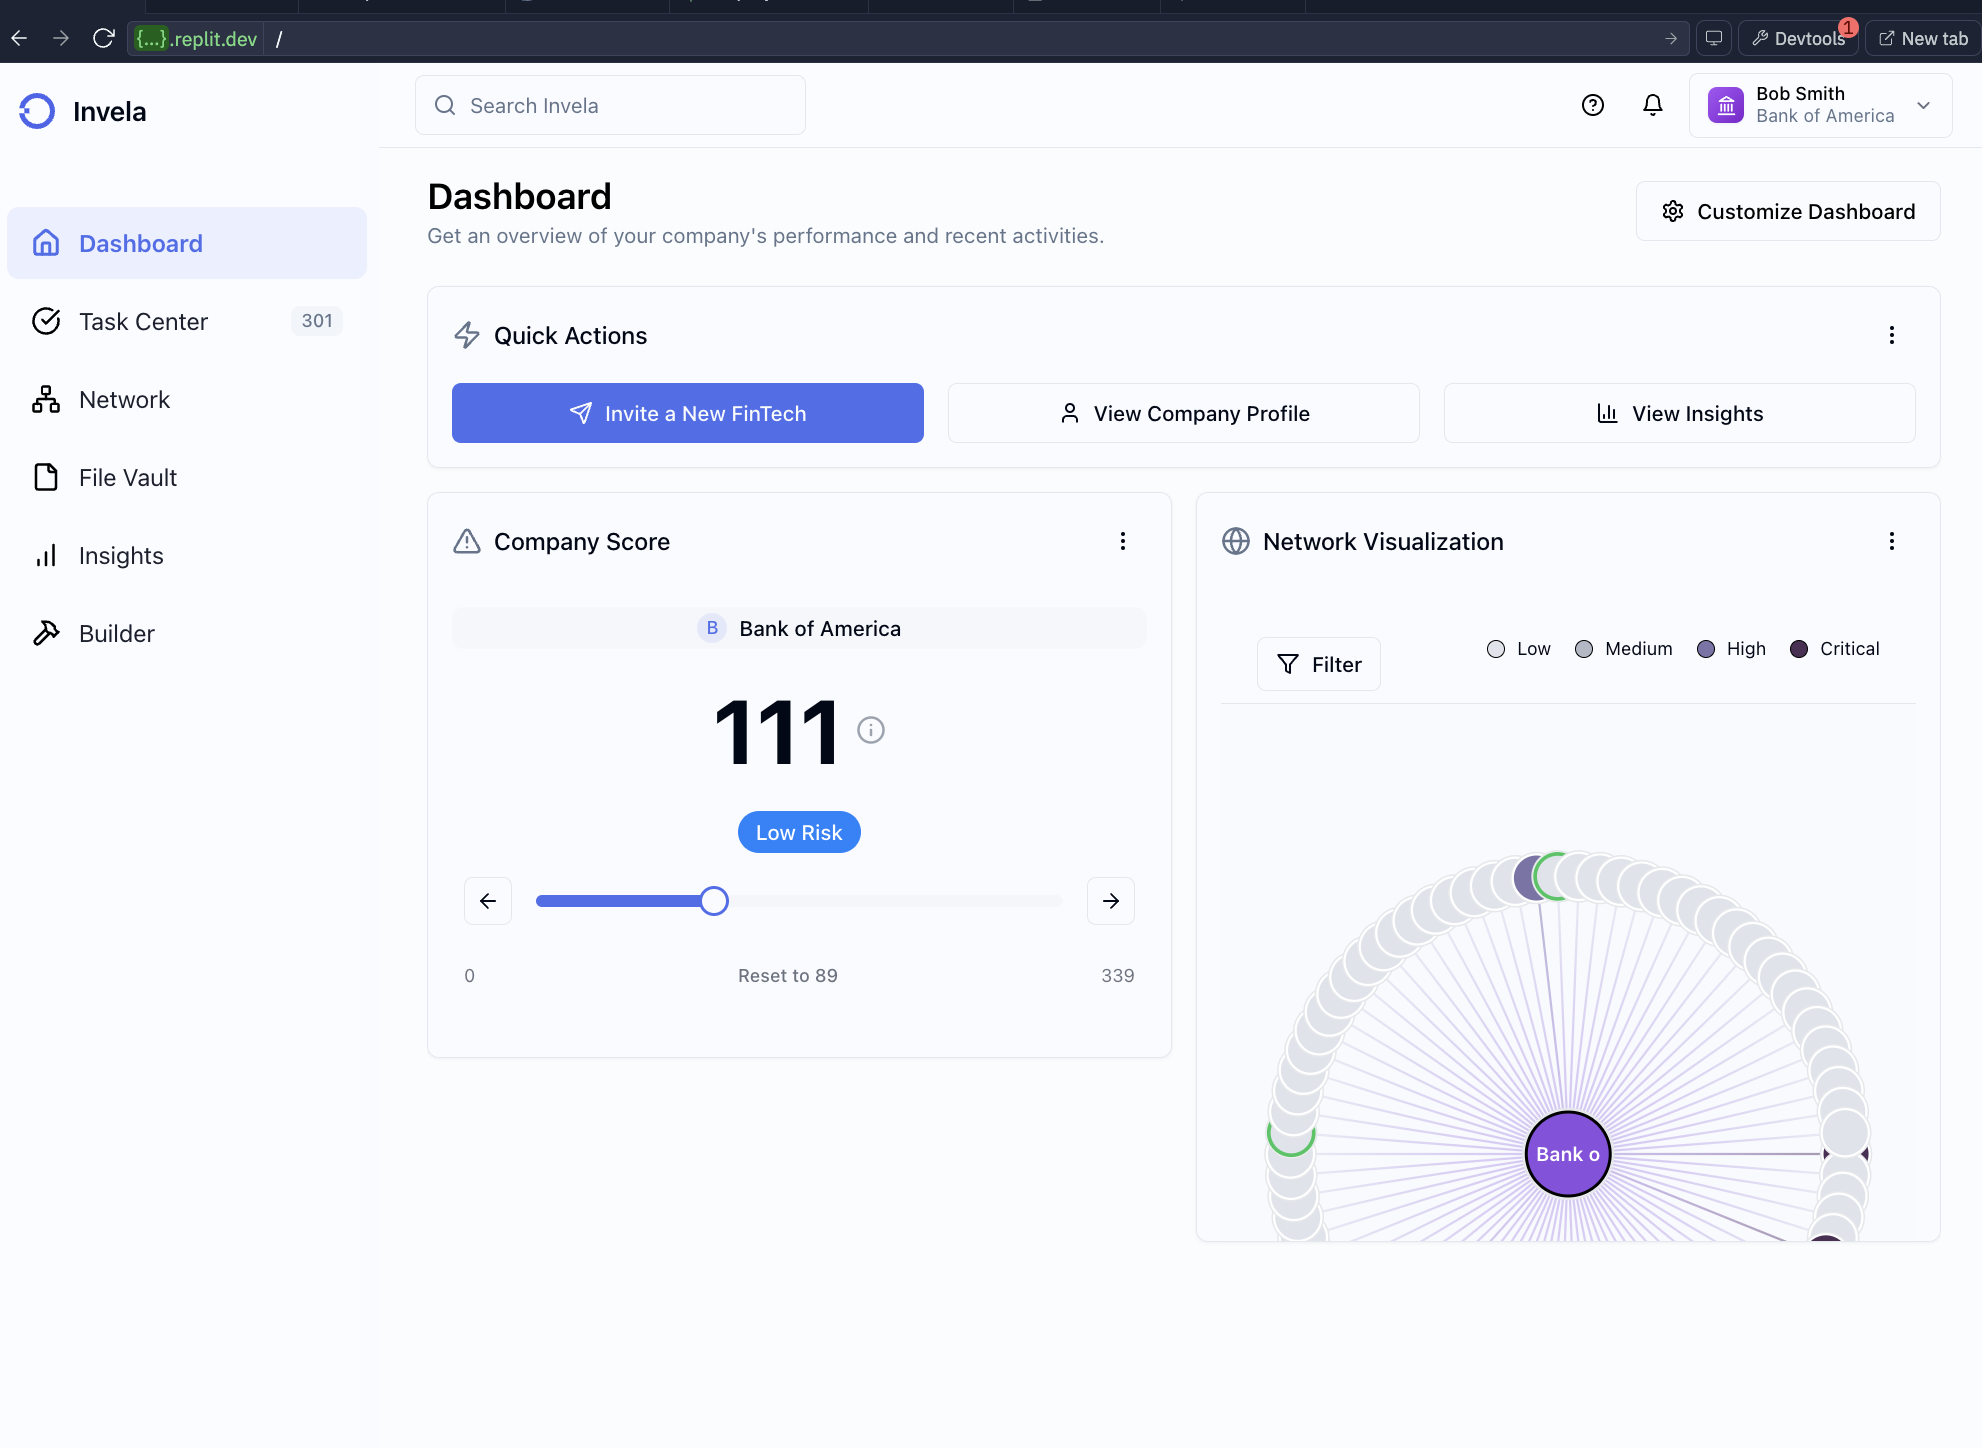 {...}.replit.dev /
1
Devtools
New tab
Invela
Search Invela
Bob Smith
Bank of America
Dashboard
Task Center 301
Network
File Vault
Insights
Builder
Dashboard
Get an overview of your company's performance and recent activities.
Customize Dashboard
Quick Actions
Invite a New FinTech
View Company Profile
View Insights
Company Score
B Bank of America
111
Low Risk
0 Reset to 89 339
Network Visualization
Filter
Low Medium High Critical
Bank o